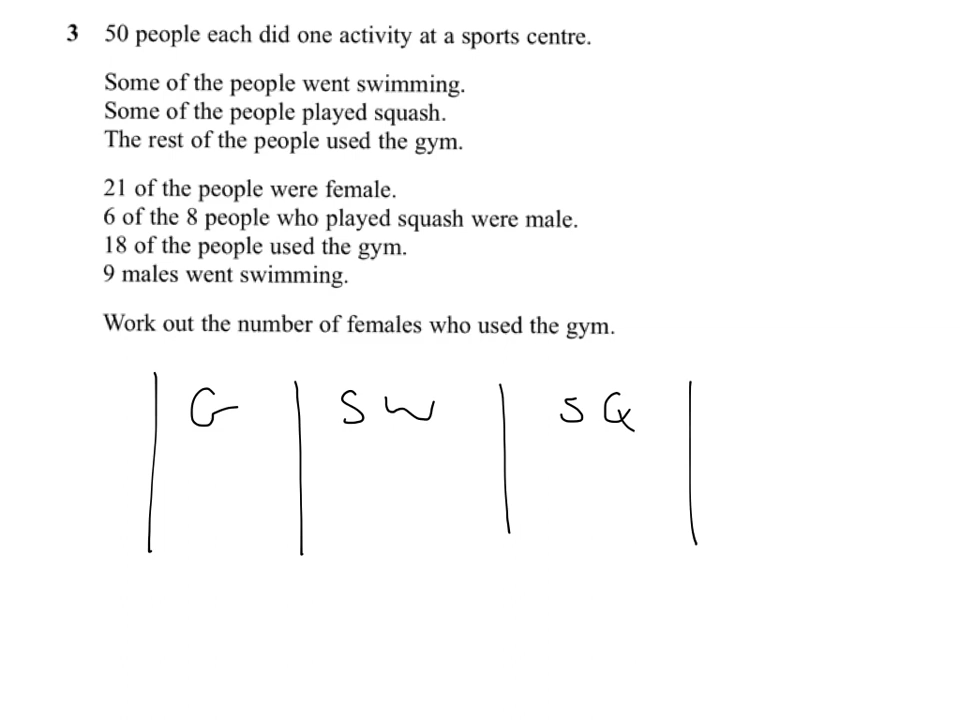 3 50 people each did one activity at a sports centre.
Some of the people went swimming.
Some of the people played squash.
The rest of the people used the gym.
21 of the people were female.
6 of the 8 people who played squash were male.
18 of the people used the gym.
9 males went swimming.
Work out the number of females who used the gym.
G SW SQ